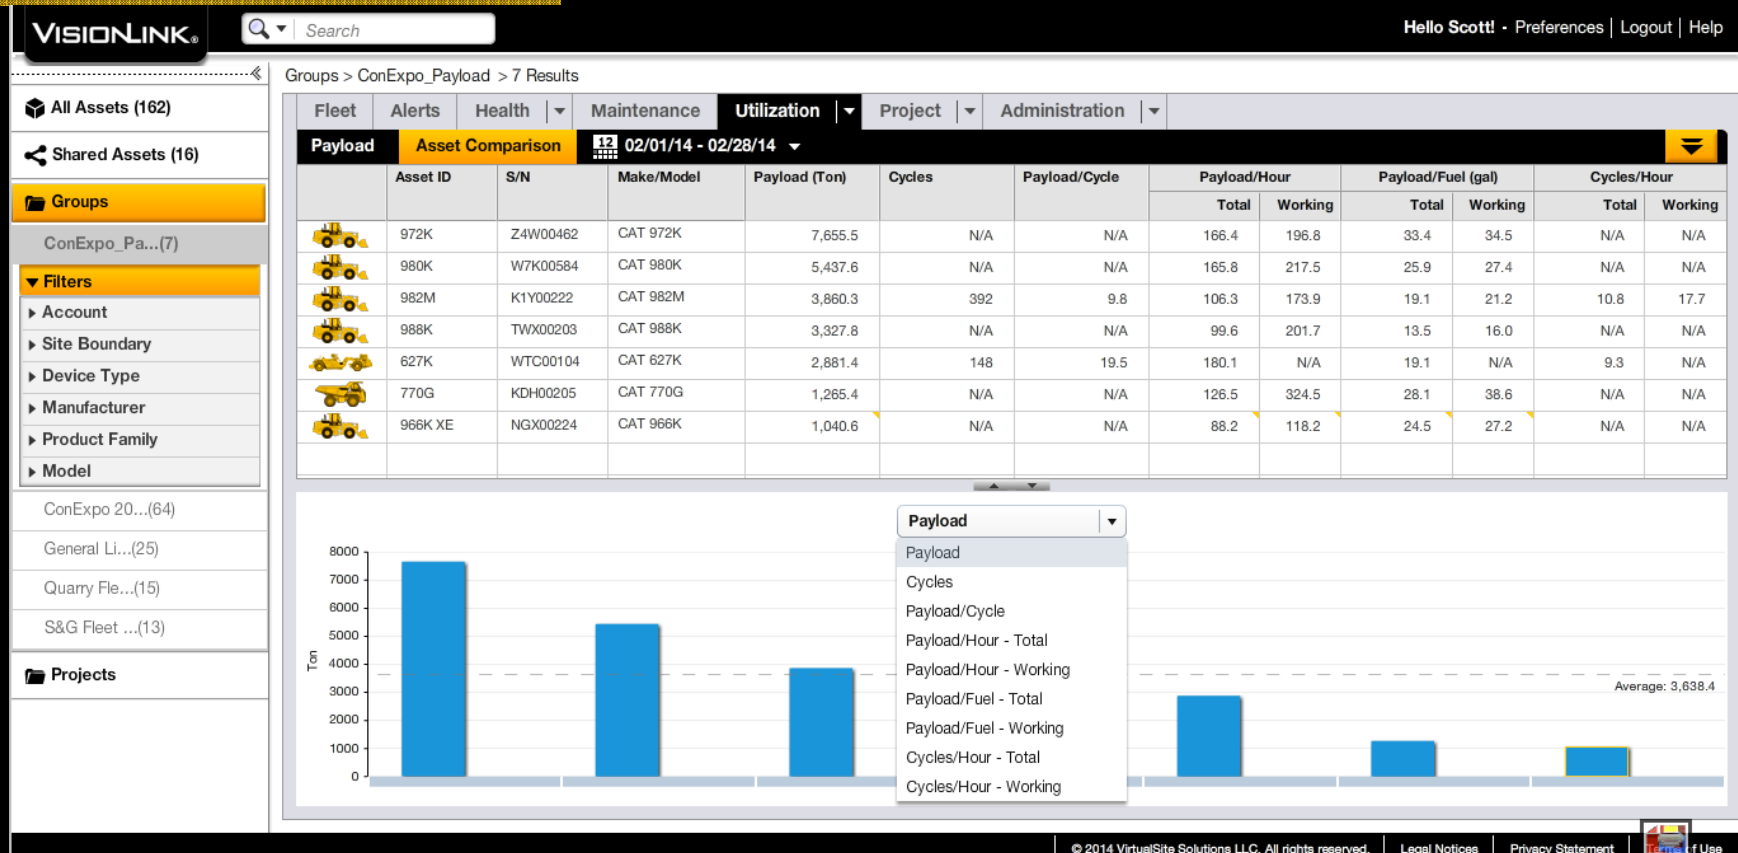 VISIONLINK®
Search
Hello Scott! - Preferences | Logout | Help
Groups > ConExpo_Payload > 7 Results
All Assets (162)
Shared Assets (16)
Groups
ConExpo_Pa...(7)
Filters
Account
Site Boundary
Device Type
Manufacturer
Product Family
Model
ConExpo 20...(64)
General Li...(25)
Quarry Fle...(15)
S&G Fleet ...(13)
Projects
Fleet Alerts Health Maintenance Utilization Project Administration
Payload Asset Comparison 12 02/01/14 - 02/28/14
Asset ID S/N Make/Model Payload (Ton) Cycles Payload/Cycle Payload/Hour Payload/Fuel (gal) Cycles/Hour
Total Working Total Working Total Working
972K Z4W00462 CAT 972K 7,655.5 N/A N/A 166.4 196.8 33.4 34.5 N/A N/A
980K W7K00584 CAT 980K 5,437.6 N/A N/A 165.8 217.5 25.9 27.4 N/A N/A
982M K1Y00222 CAT 982M 3,860.3 392 9.8 106.3 173.9 19.1 21.2 10.8 17.7
988K TWX00203 CAT 988K 3,327.8 N/A N/A 99.6 201.7 13.5 16.0 N/A N/A
627K WTC00104 CAT 627K 2,881.4 148 19.5 180.1 N/A 19.1 N/A 9.3 N/A
770G KDH00205 CAT 770G 1,265.4 N/A N/A 126.5 324.5 28.1 38.6 N/A N/A
966K XE NGX00224 CAT 966K 1,040.6 N/A N/A 88.2 118.2 24.5 27.2 N/A N/A
Payload
Payload
Cycles
Payload/Cycle
Payload/Hour - Total
Payload/Hour - Working
Payload/Fuel - Total
Payload/Fuel - Working
Cycles/Hour - Total
Cycles/Hour - Working
Ton
8000
7000
6000
5000
4000
3000
2000
1000
0
Average: 3,638.4
© 2014 VirtualSite Solutions LLC. All rights reserved. | Legal Notices | Privacy Statement | Terms of Use